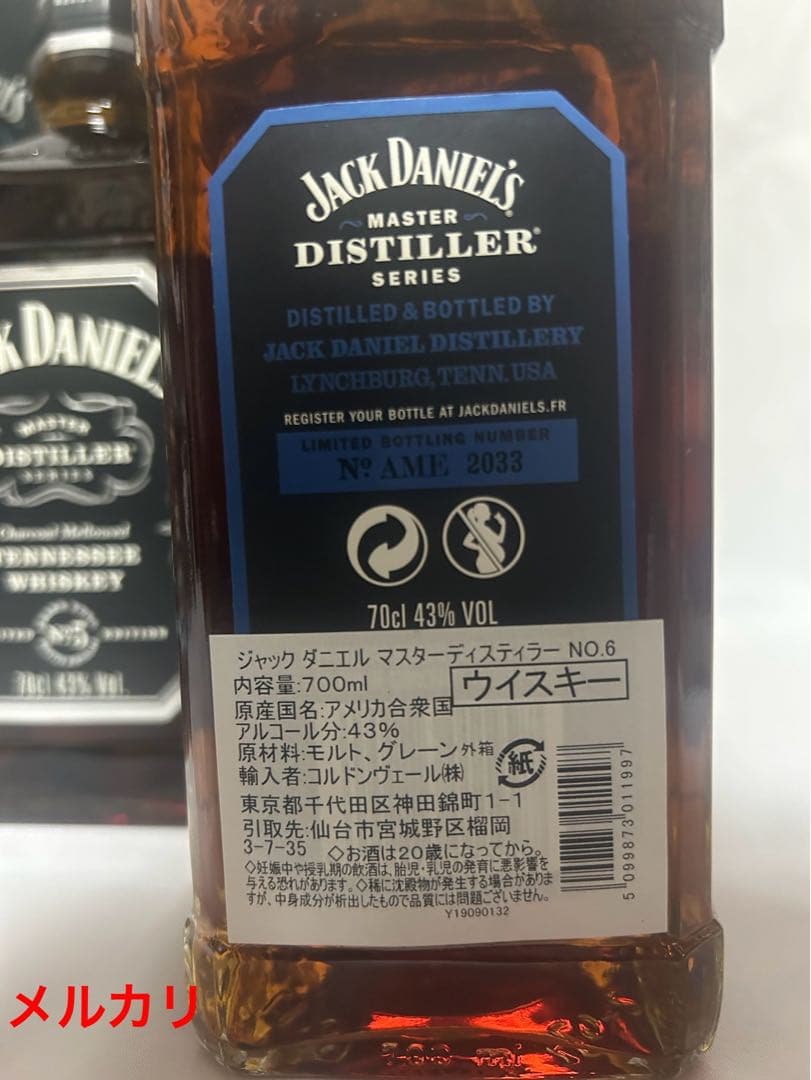 JACK DANIEL'S
MASTER
DISTILLER
SERIES
DISTILLED & BOTTLED BY
JACK DANIEL DISTILLERY
LYNCHBURG, TENN. USA
REGISTER YOUR BOTTLE AT JACKDANIELS.FR
LIMITED BOTTLING NUMBER
Nº AME 2033
70cl 43% VOL
ジャック ダニエル マスターディスティラー NO.6
内容量:700ml
ウイスキー
原産国名:アメリカ合衆国
アルコール分:43%
原材料:モルト、グレーン 外箱 紙
輸入者:コルドンヴェール㈱
東京都千代田区神田錦町1-1
引取先:仙台市宮城野区榴岡
3-7-35 ◇お酒は20歳になってから。
◇妊娠中や授乳期の飲酒は、胎児・乳児の発育に悪影響を
与える恐れがあります。◇稀に沈殿物が発生する場合がありま
すが、中身成分が析出したもので品質には問題ございません。
Y19090132
5099873011997
K DANIEL'S
MASTER
DISTILLER
SERIES
Charcoal Mellowed
TENNESSEE
WHISKEY
Nº5
EDITION
70cl 43% Vol.
メルカリ